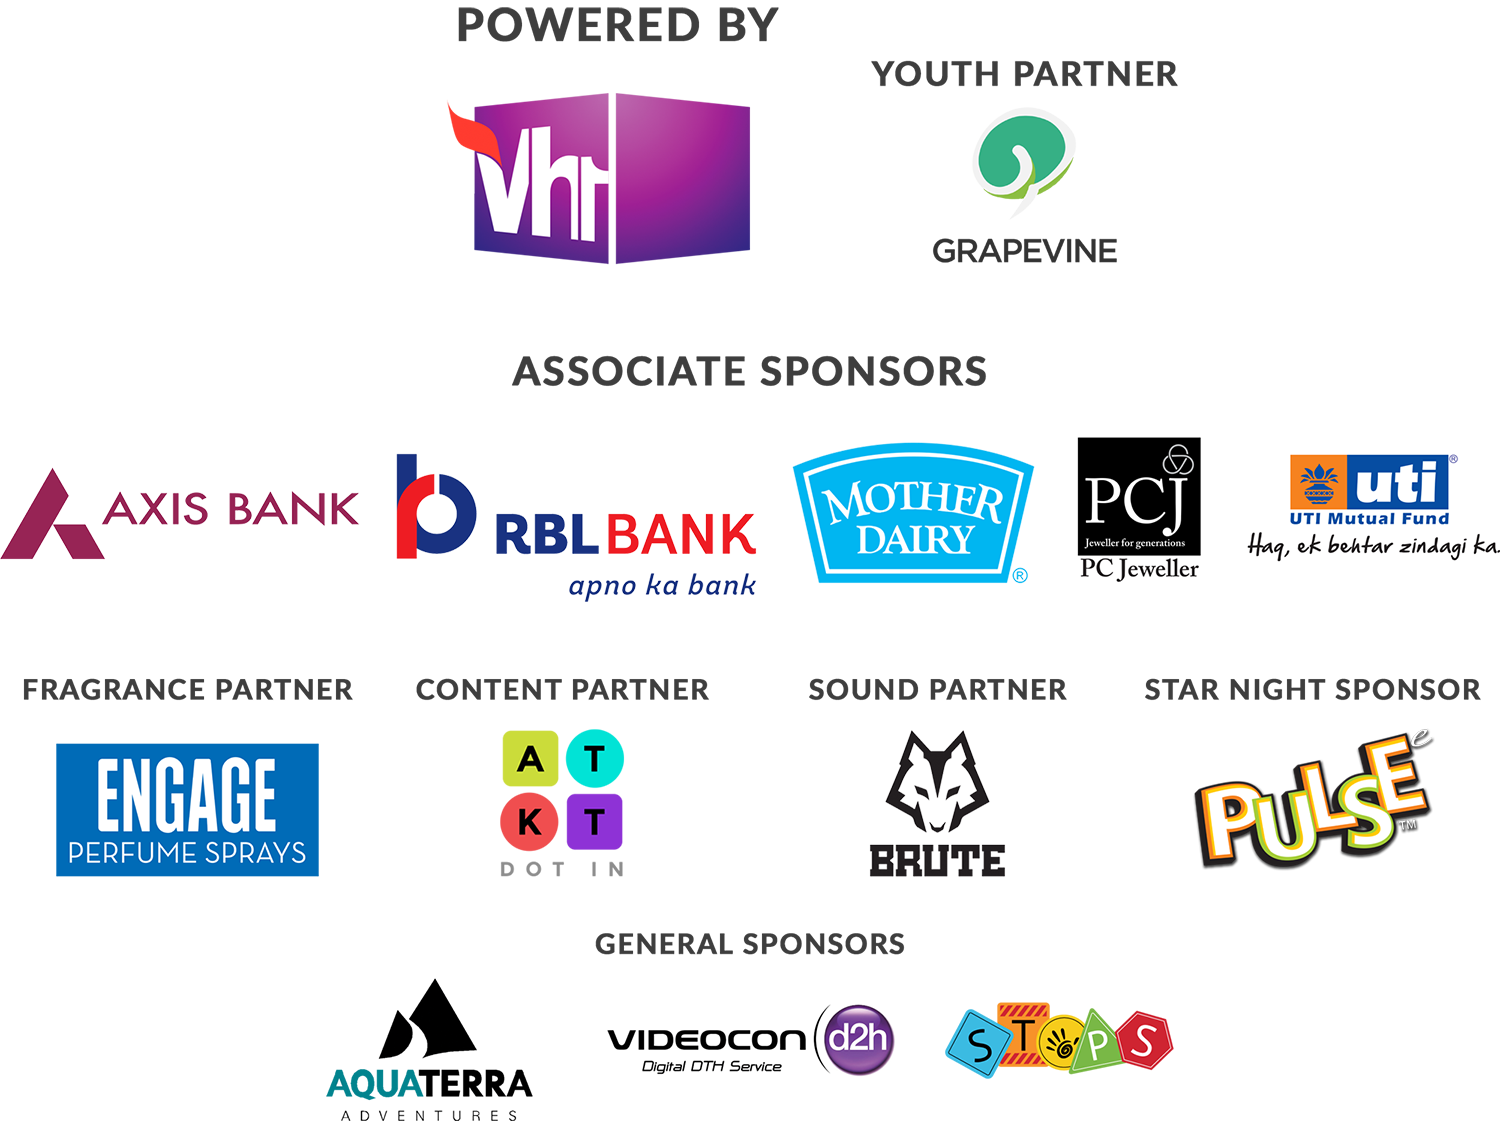 POWERED BY
YOUTH PARTNER
Vh1
GRAPEVINE
ASSOCIATE SPONSORS
AXIS BANK
RBL BANK
apno ka bank
MOTHER
DAIRY
®
PCJ
Jeweller for generations
PC Jeweller
uti
®
UTI Mutual Fund
Haq, ek behtar zindagi ka.
FRAGRANCE PARTNER
CONTENT PARTNER
SOUND PARTNER
STAR NIGHT SPONSOR
ENGAGE
PERFUME SPRAYS
A T
K T
DOT IN
BRUTE
PULSE
TM
GENERAL SPONSORS
AQUATERRA
ADVENTURES
VIDEOCON d2h
Digital DTH Service
STOPS